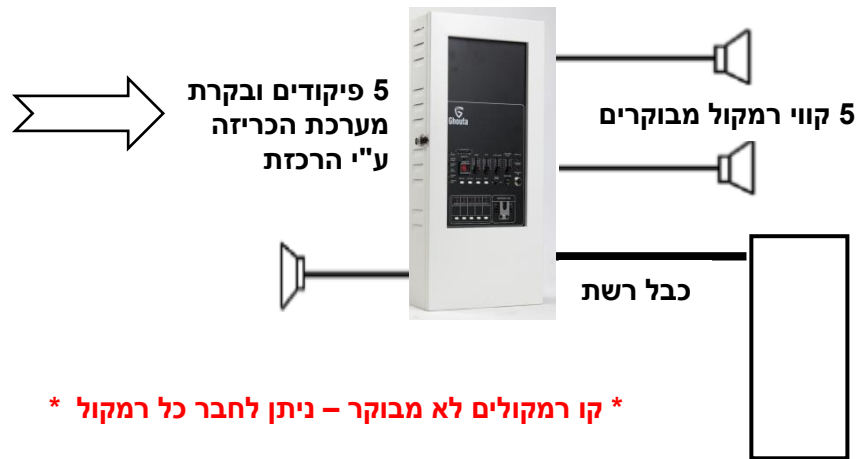 5 פיקודים ובקרת
מערכת הכריזה
ע"י הרכזת
Ghouta
5 קווי רמקול מבוקרים
כבל רשת
* קו רמקולים לא מבוקר – ניתן לחבר כל רמקול *